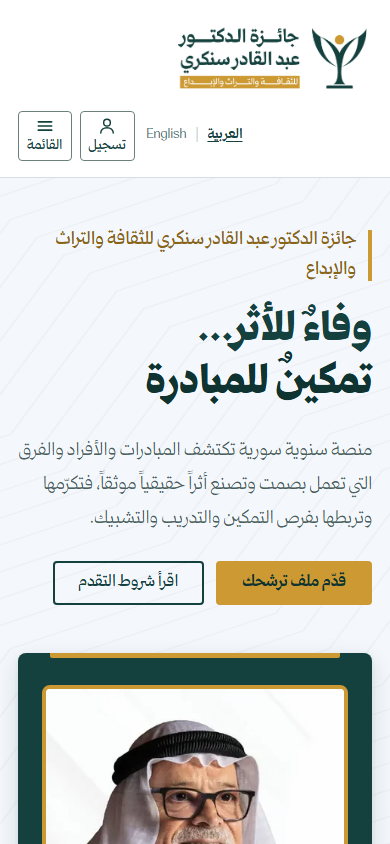 جائزة الدكتور
عبد القادر سنكري
للثقافة والتراث والإبداع
العربية | English
تسجيل
القائمة
جائزة الدكتور عبد القادر سنكري للثقافة والتراث
والإبداع
وفاءٌ للأثر...
تمكينٌ للمبادرة
منصة سنوية سورية تكتشف المبادرات والأفراد والفرق
التي تعمل بصمت وتصنع أثراً حقيقياً موثقاً، فتكرّمها
وتربطها بفرص التمكين والتدريب والتشبيك.
قدّم ملف ترشحك
اقرأ شروط التقدم